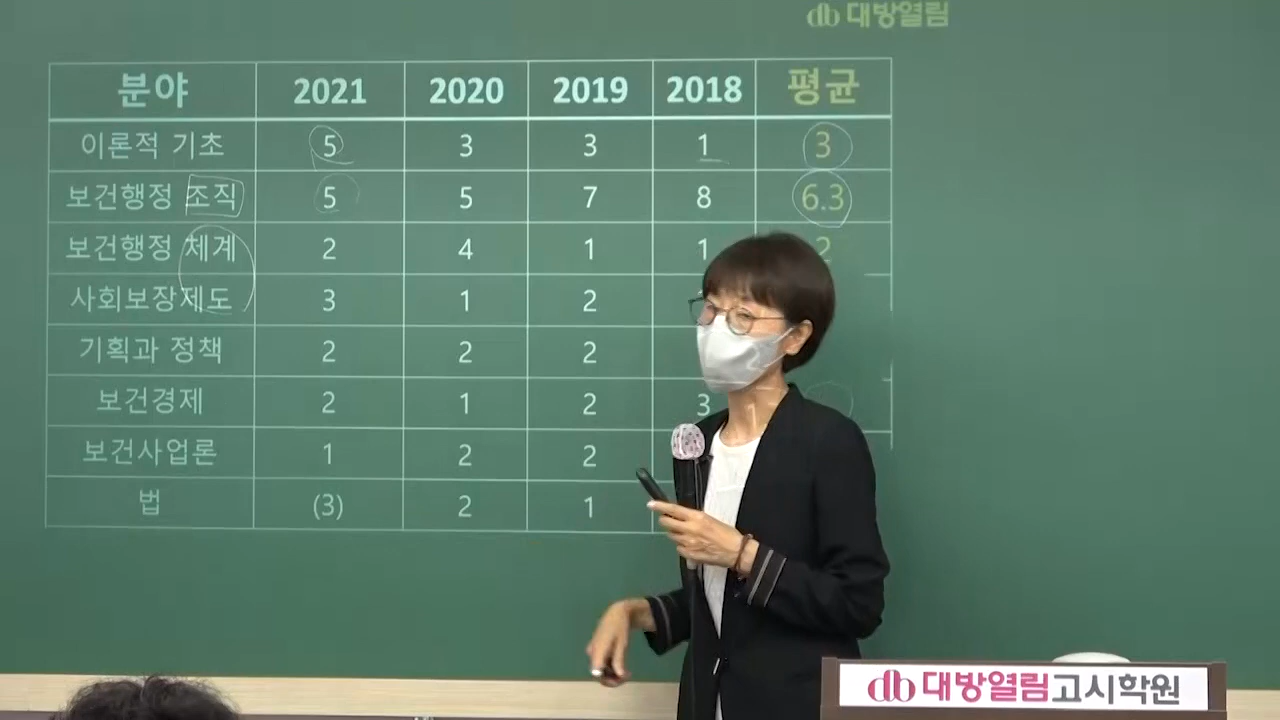 db 대방열림
분야 2021 2020 2019 2018 평균
이론적 기초 5 3 3 1 3
보건행정 조직 5 5 7 8 6.3
보건행정 체계 2 4 1 1 2
사회보장제도 3 1 2
기획과 정책 2 2 2
보건경제 2 1 2 3
보건사업론 1 2 2
법 (3) 2 1
db 대방열림고시학원